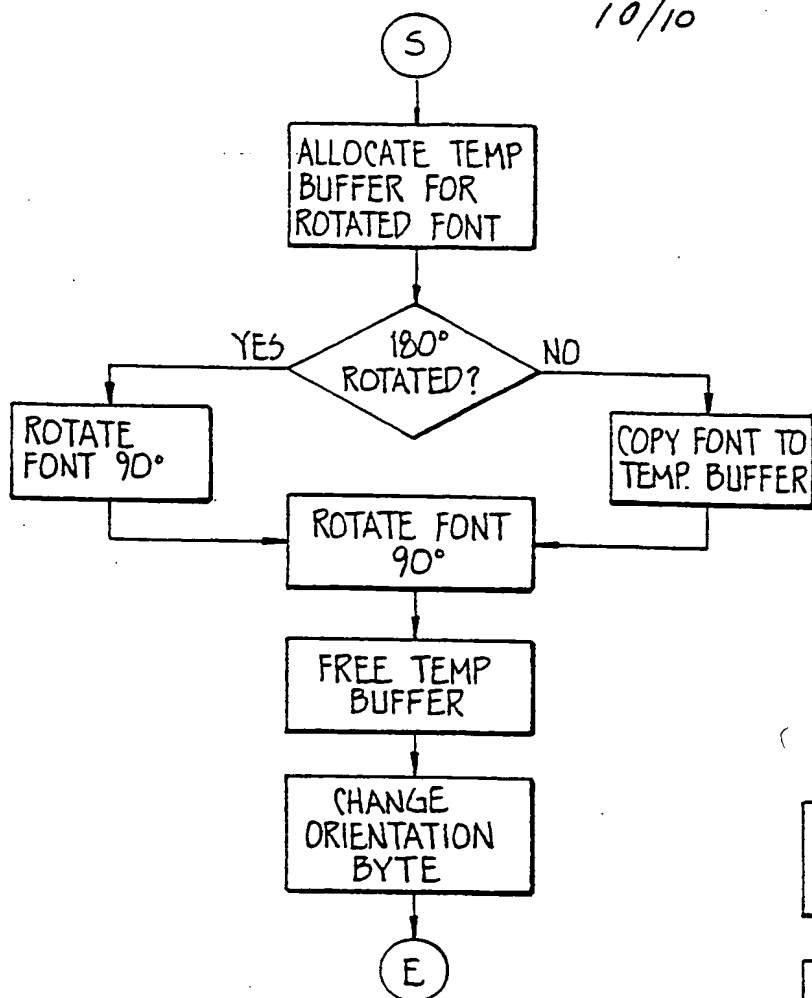 10/10
S
ALLOCATE TEMP
BUFFER FOR
ROTATED FONT
180°
ROTATED?
YES
NO
ROTATE
FONT 90°
COPY FONT TO
TEMP. BUFFER
ROTATE FONT
90°
FREE TEMP
BUFFER
CHANGE
ORIENTATION
BYTE
E